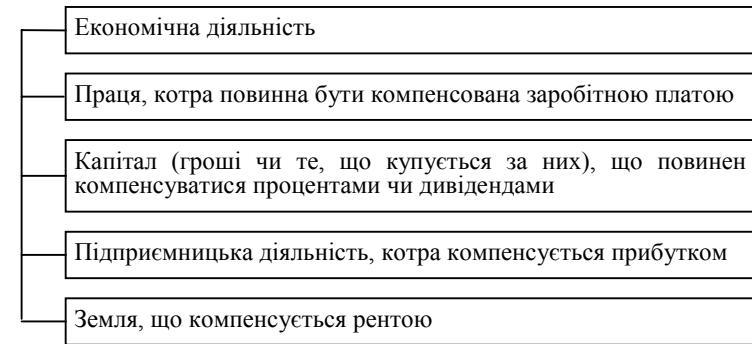 Економічна діяльність
Праця, котра повинна бути компенсована заробітною платою
Капітал (гроші чи те, що купується за них), що повинен
компенсуватися процентами чи дивідендами
Підприємницька діяльність, котра компенсується прибутком
Земля, що компенсується рентою